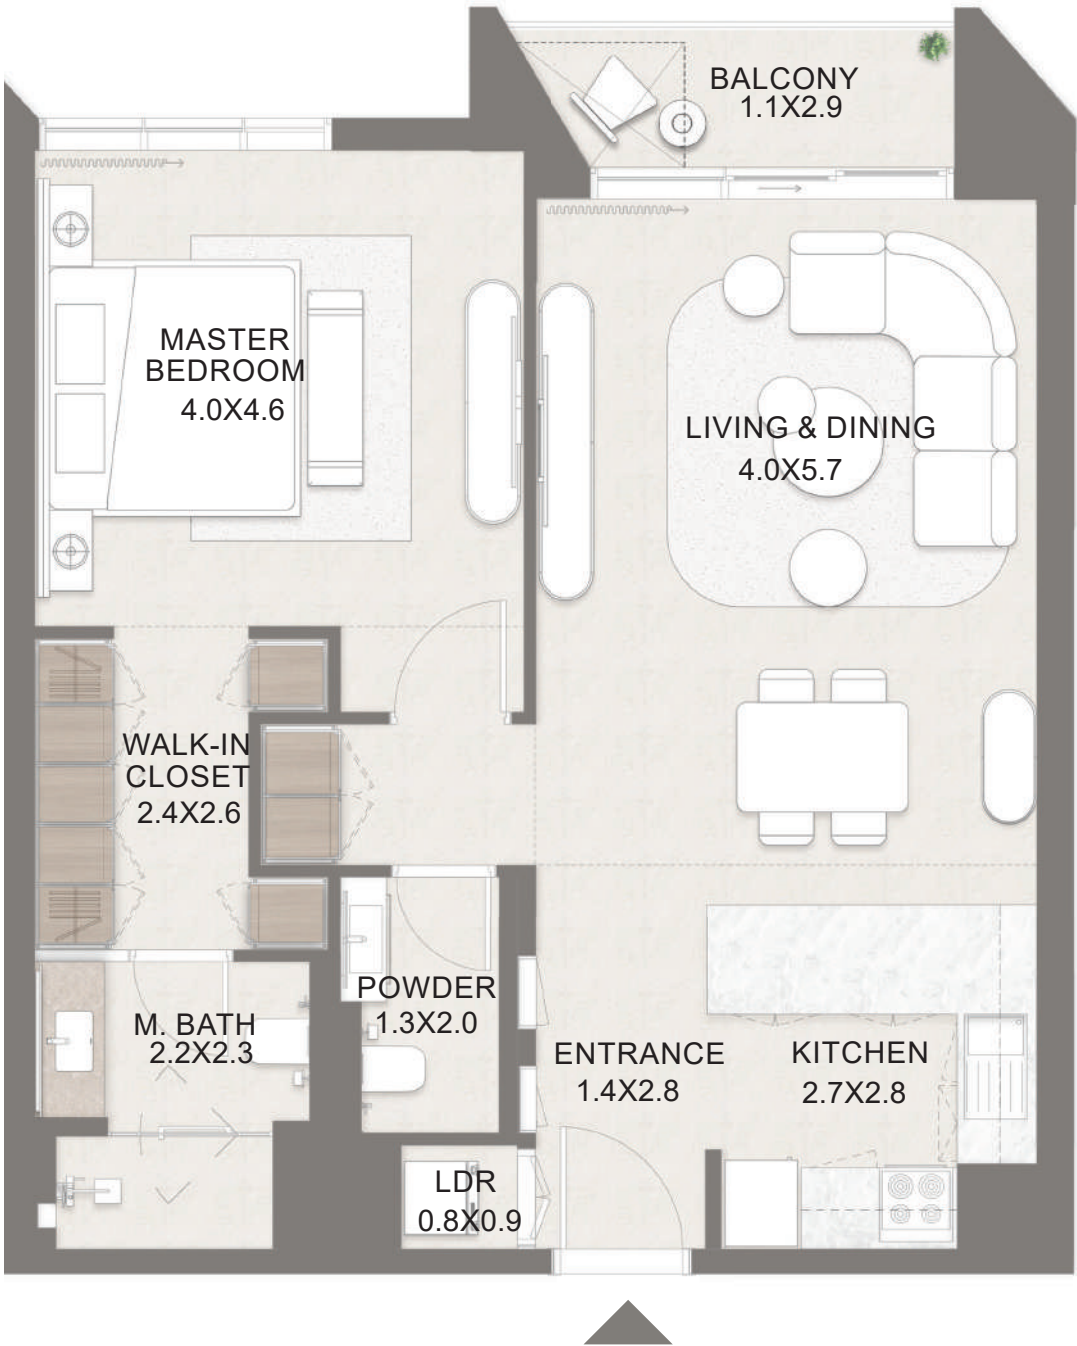 BALCONY
1.1X2.9
MASTER
BEDROOM
4.0X4.6
LIVING & DINING
4.0X5.7
WALK-IN
CLOSET
2.4X2.6
POWDER
1.3X2.0
M. BATH
2.2X2.3
ENTRANCE
1.4X2.8
KITCHEN
2.7X2.8
LDR
0.8X0.9